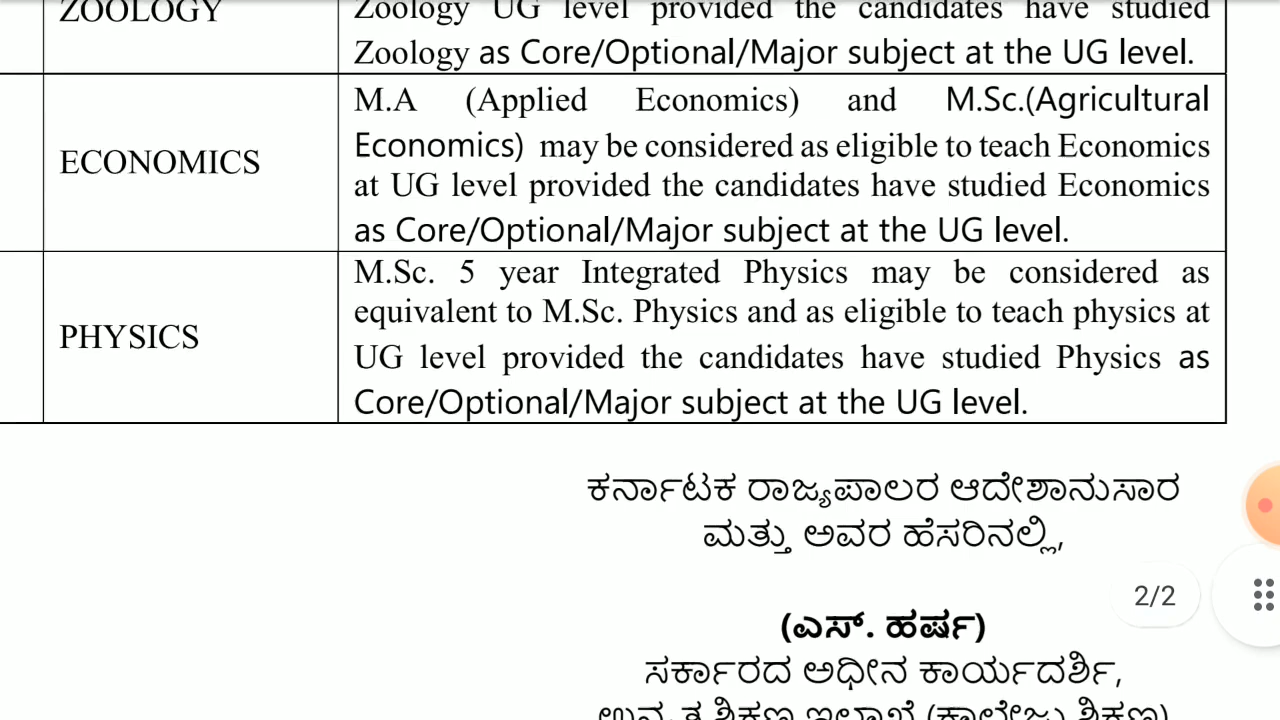 ZOOLOGY
Zoology UG level provided the candidates have studied
Zoology as Core/Optional/Major subject at the UG level.
ECONOMICS
M.A (Applied Economics) and M.Sc.(Agricultural
Economics) may be considered as eligible to teach Economics
at UG level provided the candidates have studied Economics
as Core/Optional/Major subject at the UG level.
PHYSICS
M.Sc. 5 year Integrated Physics may be considered as
equivalent to M.Sc. Physics and as eligible to teach physics at
UG level provided the candidates have studied Physics as
Core/Optional/Major subject at the UG level.
ಕರ್ನಾಟಕ ರಾಜ್ಯಪಾಲರ ಆದೇಶಾನುಸಾರ
ಮತ್ತು ಅವರ ಹೆಸರಿನಲ್ಲಿ,
2/2
(ಎಸ್. ಹರ್ಷ)
ಸರ್ಕಾರದ ಅಧೀನ ಕಾರ್ಯದರ್ಶಿ,
ಉನ್ನತ ಶಿಕ್ಷಣ ಇಲಾಖೆ (ಕಾಲೇಜು ಶಿಕ್ಷಣ)